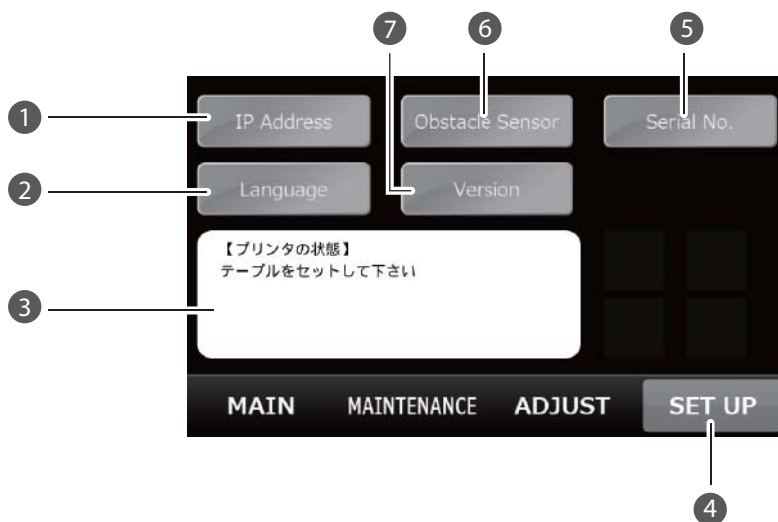 7 6 5
1 IP Address Obstacle Sensor Serial No.
2 Language Version
【プリンタの状態】
テーブルをセットして下さい
3
MAIN MAINTENANCE ADJUST SET UP
4